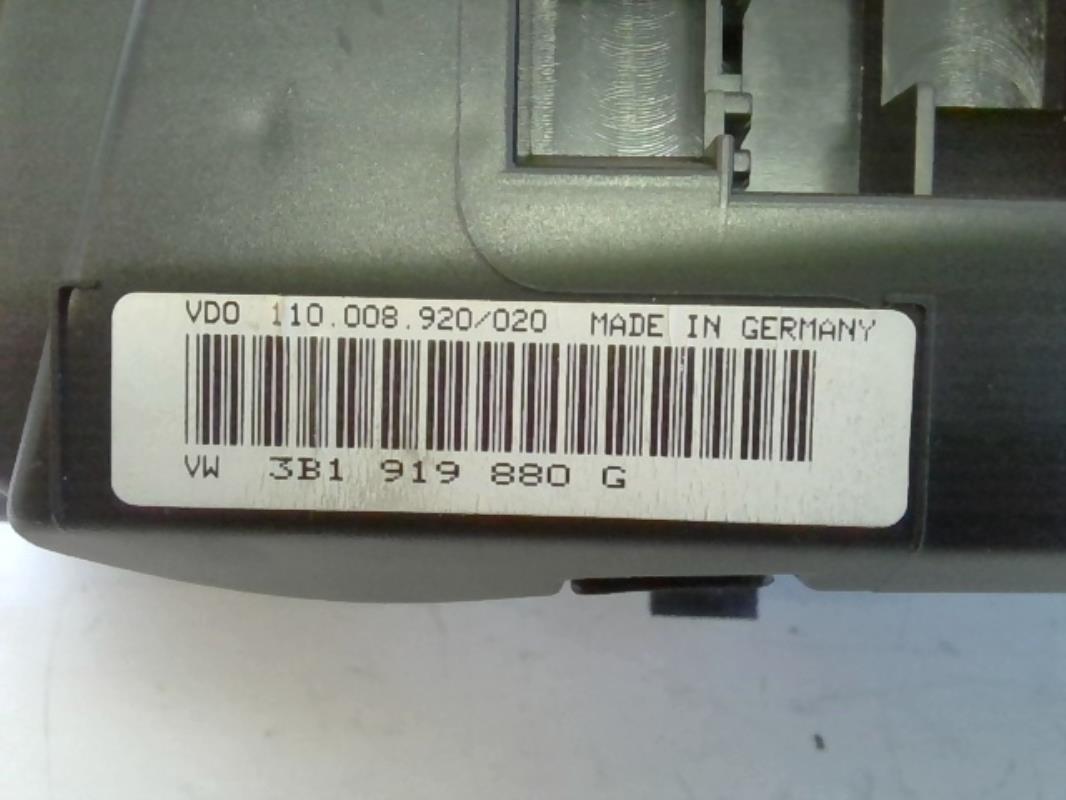 VDO 110.008.920/020 MADE IN GERMANY
VW 3B1 919 880 G